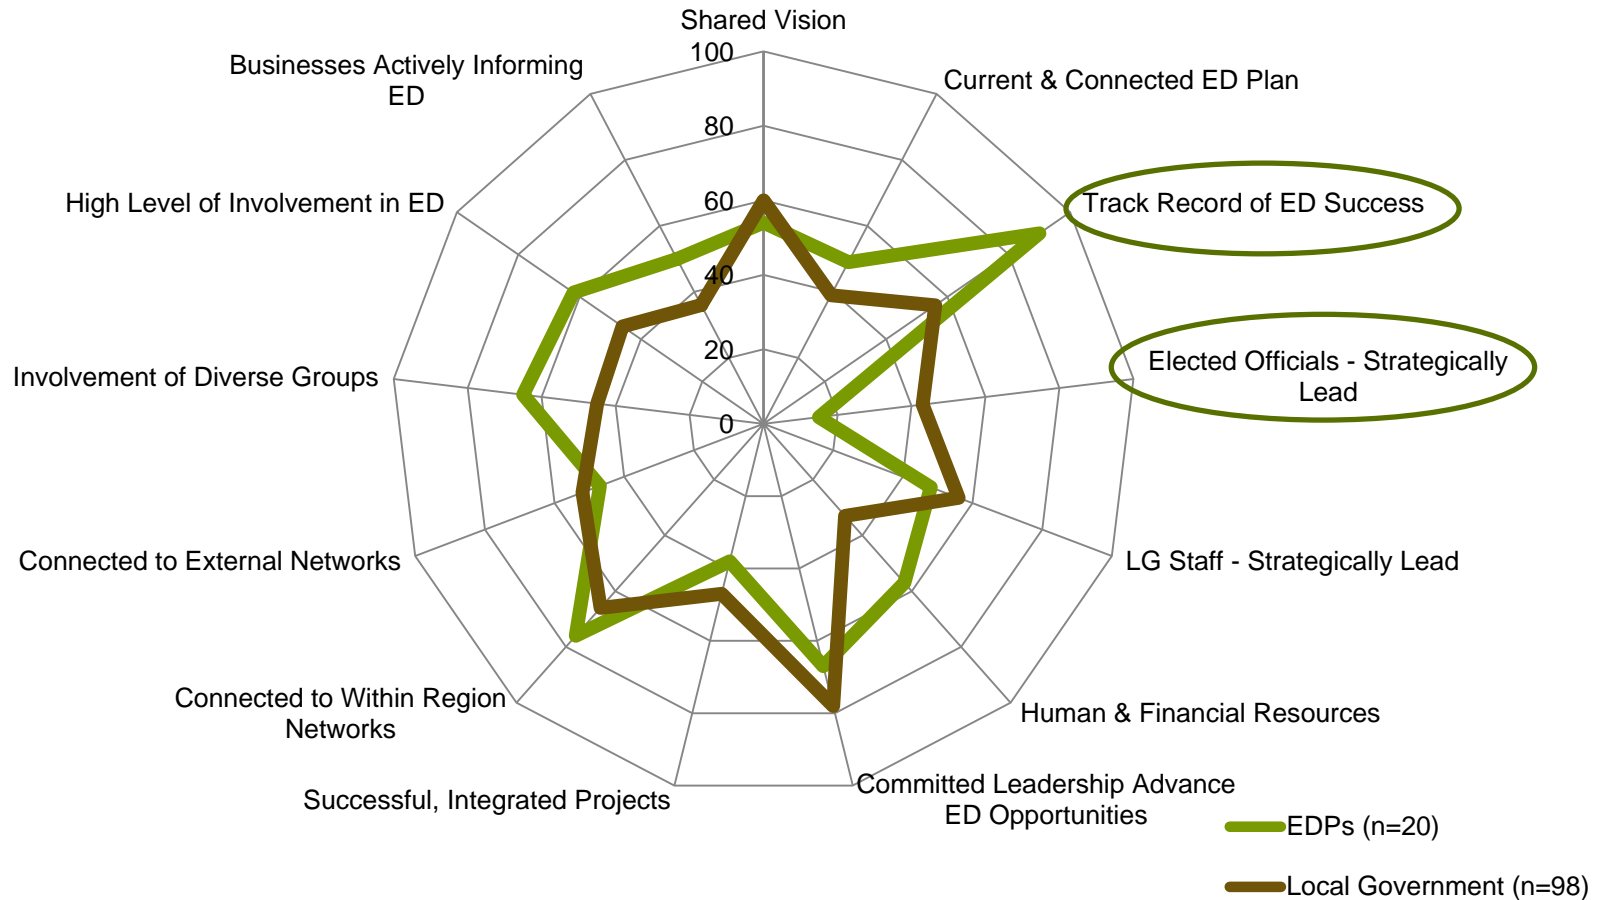 Shared Vision
100
Businesses Actively Informing
ED
Current & Connected ED Plan
80
High Level of Involvement in ED
60
Track Record of ED Success
40
Involvement of Diverse Groups
20
Elected Officials - Strategically
Lead
0
Connected to External Networks
LG Staff - Strategically Lead
Connected to Within Region
Networks
Human & Financial Resources
Successful, Integrated Projects
Committed Leadership Advance
ED Opportunities
EDPs (n=20)
Local Government (n=98)